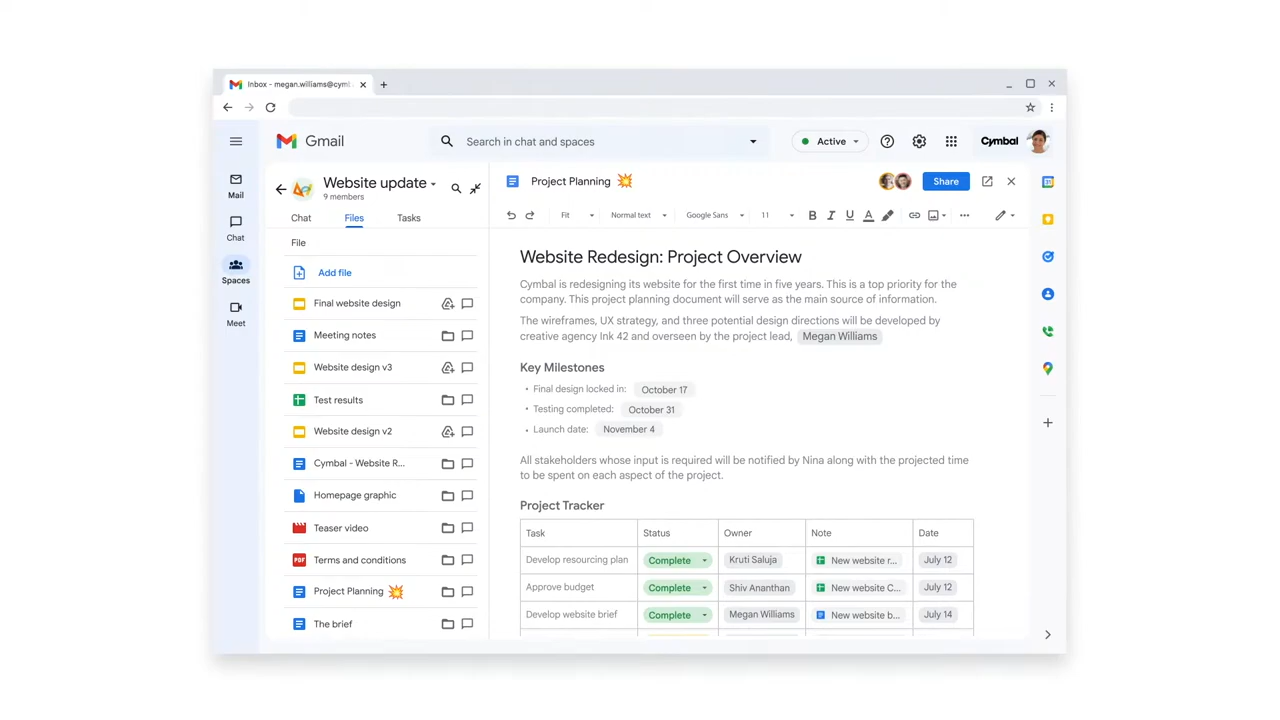 Inbox - megan.williams@cymb
Gmail
Search in chat and spaces
Active
Cymbal
Mail
Chat
Spaces
Meet
Website update
9 members
Chat Files Tasks
File
Add file
Final website design
Meeting notes
Website design v3
Test results
Website design v2
Cymbal - Website R...
Homepage graphic
Teaser video
PDF Terms and conditions
Project Planning
The brief
Project Planning
Share
Fit Normal text Google Sans 11 B I U A
Website Redesign: Project Overview
Cymbal is redesigning its website for the first time in five years. This is a top priority for the
company. This project planning document will serve as the main source of information.
The wireframes, UX strategy, and three potential design directions will be developed by
creative agency Ink 42 and overseen by the project lead, Megan Williams
Key Milestones
• Final design locked in: October 17
• Testing completed: October 31
• Launch date: November 4
All stakeholders whose input is required will be notified by Nina along with the projected time
to be spent on each aspect of the project.
Project Tracker
Task Status Owner Note Date
Develop resourcing plan Complete Kruti Saluja New website r... July 12
Approve budget Complete Shiv Ananthan New website C... July 12
Develop website brief Complete Megan Williams New website b... July 14